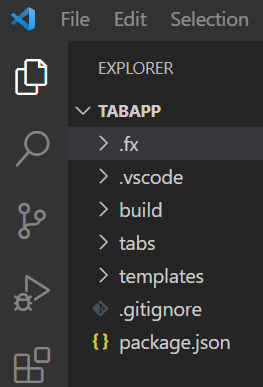 File Edit Selection
EXPLORER
TABAPP
.fx
.vscode
build
tabs
templates
.gitignore
{ } package.json